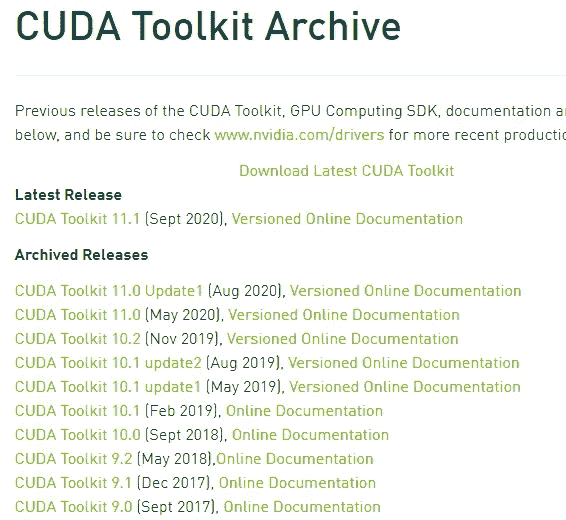 CUDA Toolkit Archive
Previous releases of the CUDA Toolkit, GPU Computing SDK, documentation
below, and be sure to check www.nvidia.com/drivers for more recent
Download Latest CUDA Toolkit
Latest Release
CUDA Toolkit 11.1 (Sept 2020), Versioned Online Documentation
Archived Releases
CUDA Toolkit 11.0 Update1 (Aug 2020), Versioned Online Documentation
CUDA Toolkit 11.0 (May 2020), Versioned Online Documentation
CUDA Toolkit 10.2 (Nov 2019), Versioned Online Documentation
CUDA Toolkit 10.1 update2 (Aug 2019), Versioned Online Documentation
CUDA Toolkit 10.1 update1 (May 2019), Versioned Online Documentation
CUDA Toolkit 10.1 (Feb 2019), Online Documentation
CUDA Toolkit 10.0 (Sept 2018), Online Documentation
CUDA Toolkit 9.2 (May 2018),Online Documentation
CUDA Toolkit 9.1 (Dec 2017), Online Documentation
CUDA Toolkit 9.0 (Sept 2017), Online Documentation